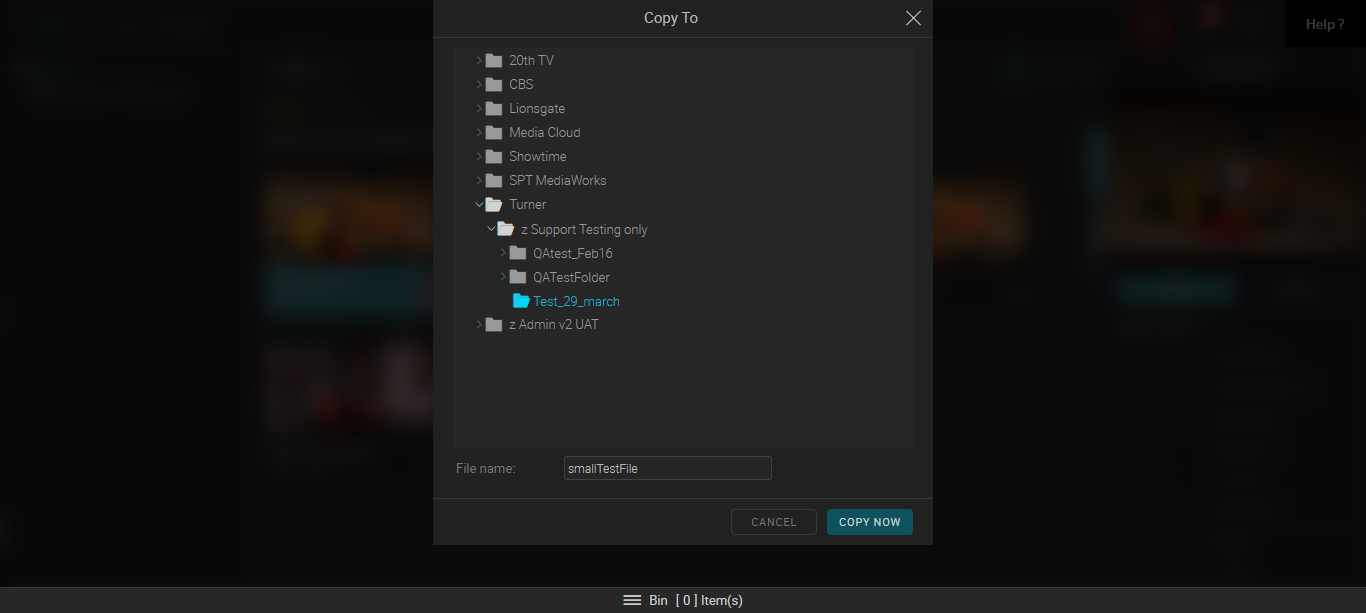 Copy To
Help ?
20th TV
CBS
Lionsgate
Media Cloud
Showtime
SPT MediaWorks
Turner
z Support Testing only
QAtest_Feb16
QATestFolder
Test_29_march
z Admin v2 UAT
File name: smallTestFile
CANCEL COPY NOW
Bin [ 0 ] Item(s)